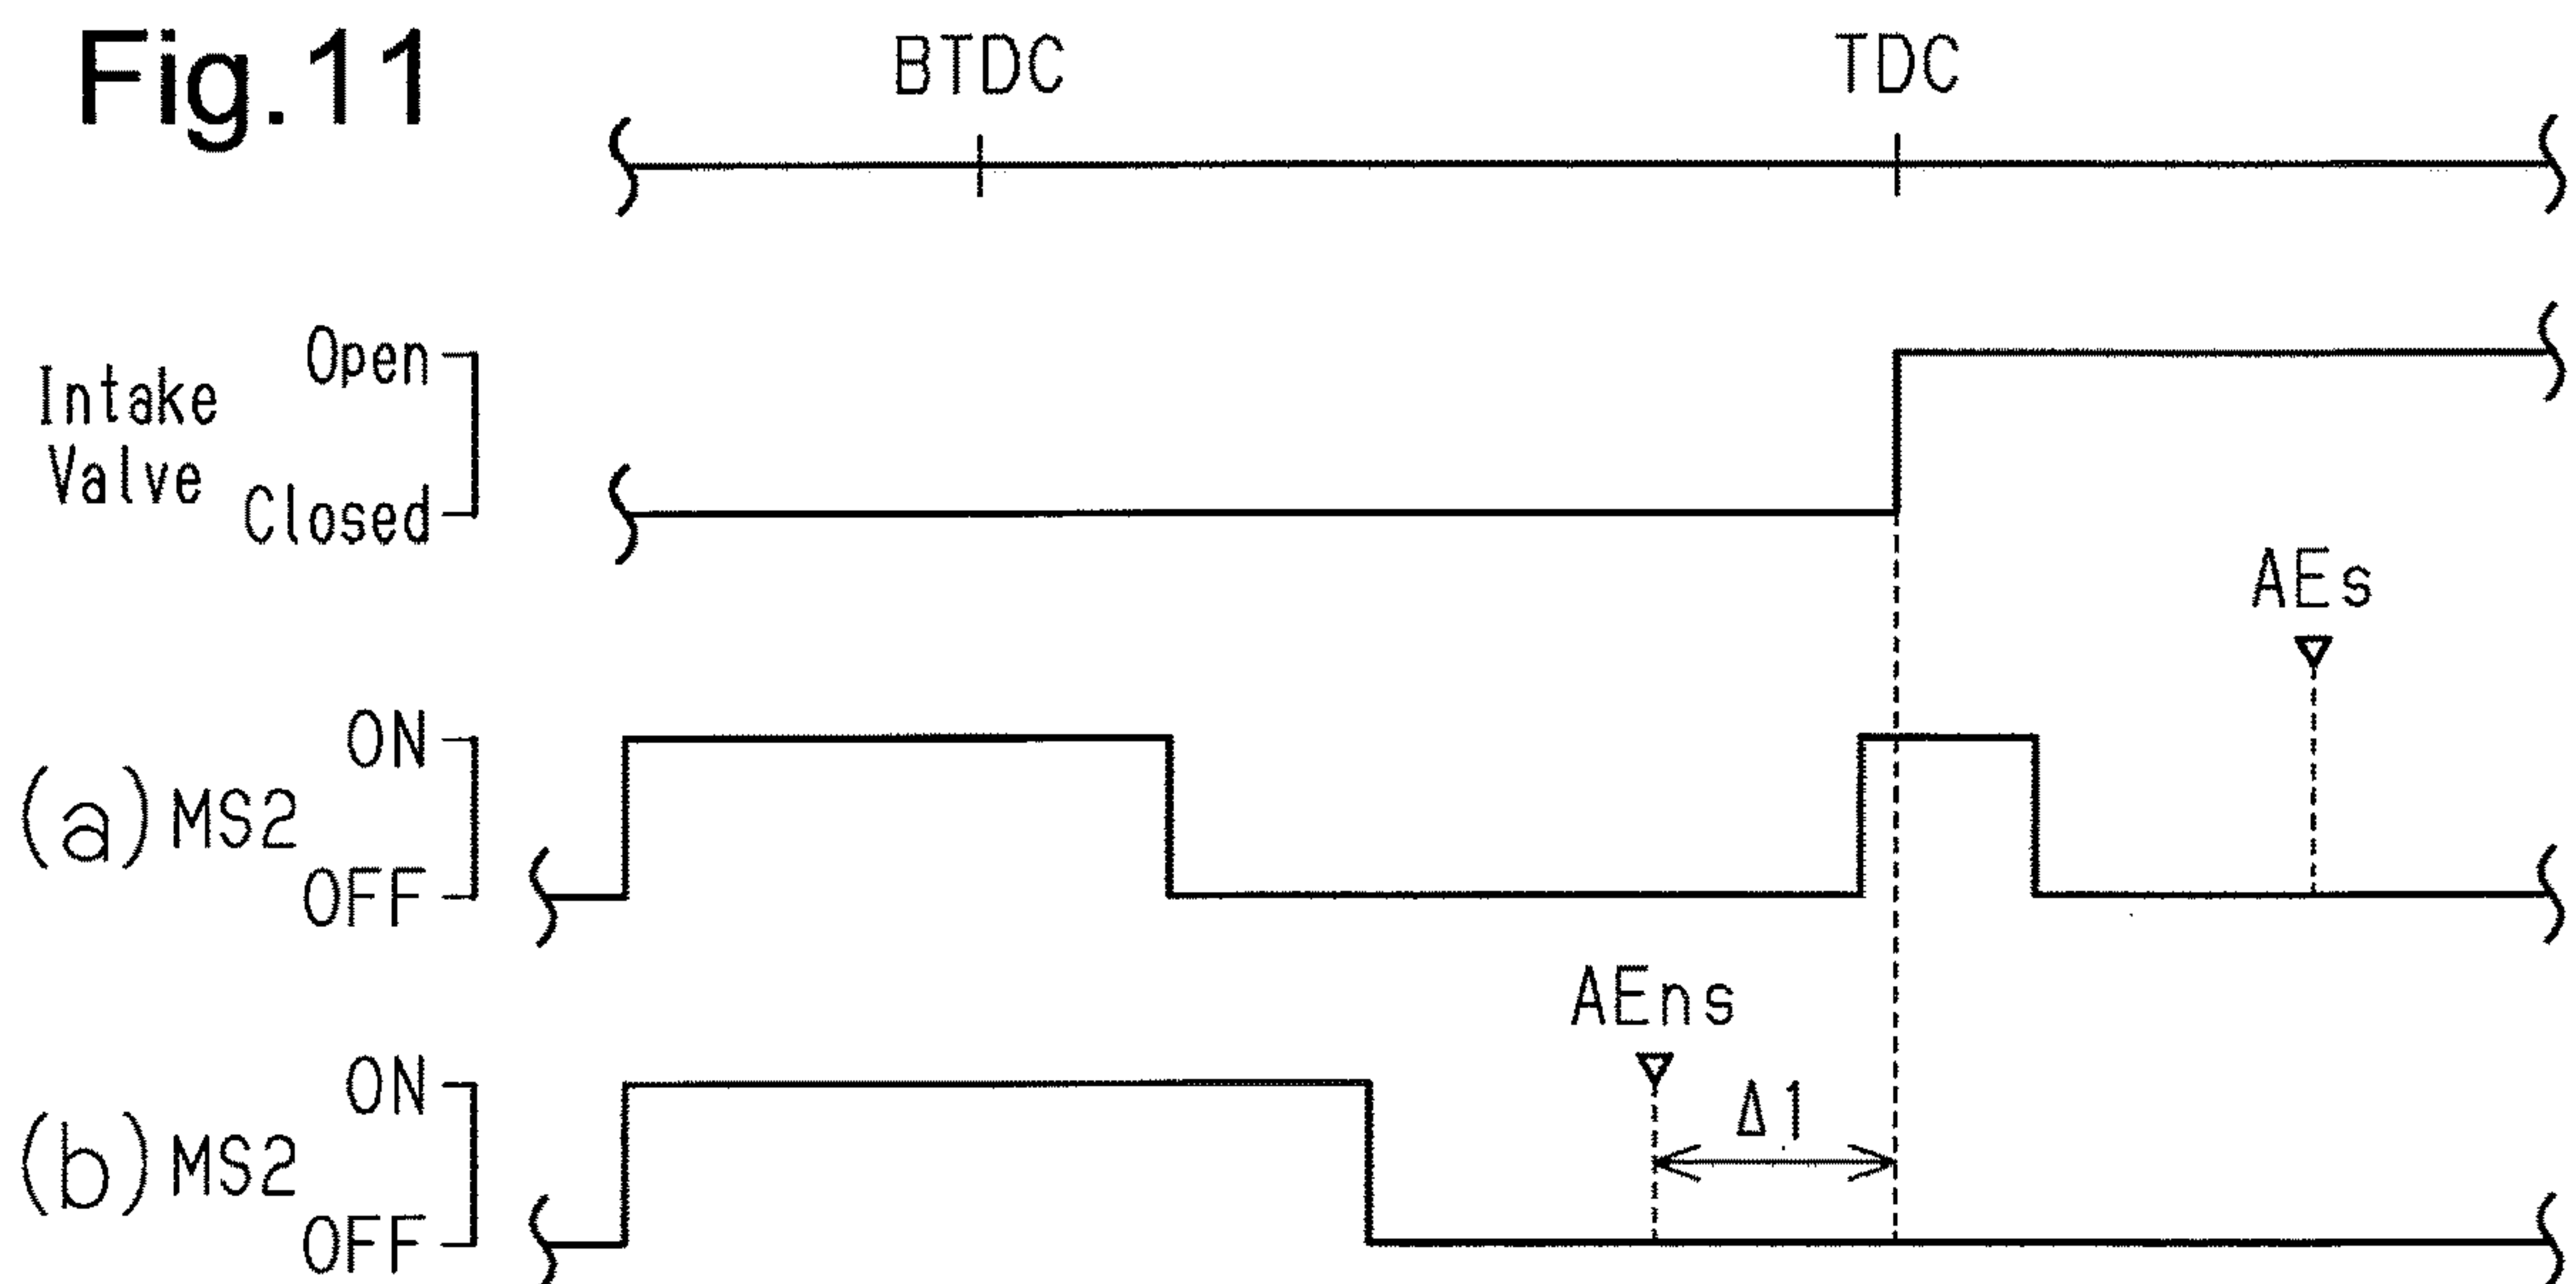 Fig.11
BTDC
TDC
Intake
Valve
Open
Closed
AEs
(a) MS2
ON
OFF
AEns
Δ1
(b) MS2
ON
OFF